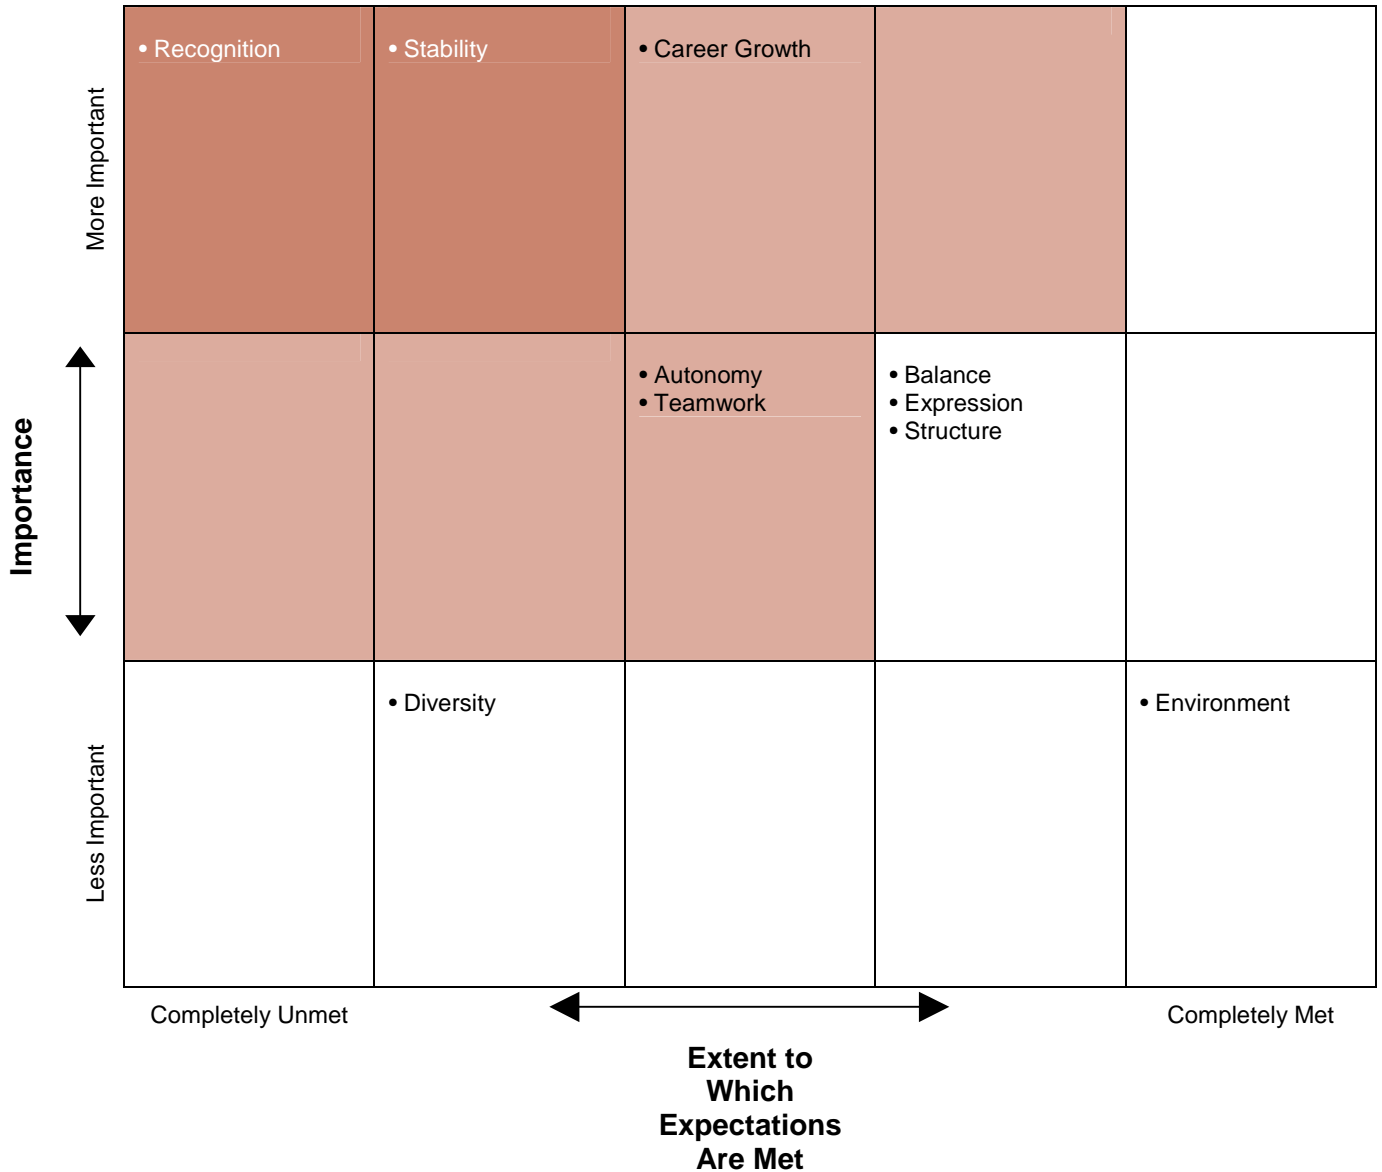 • Recognition
• Stability
• Career Growth
More Important
• Autonomy
• Teamwork
• Balance
• Expression
• Structure
Importance
• Diversity
• Environment
Less Important
Completely Unmet
Completely Met
Extent to
Which
Expectations
Are Met